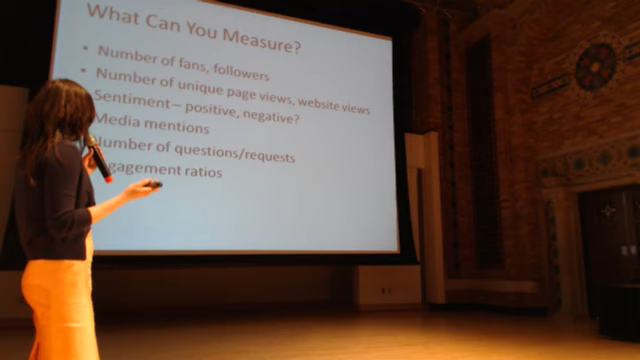 What Can You Measure?
• Number of fans, followers
• Number of unique page views, website views
Sentiment – positive, negative?
Media mentions
Number of questions/requests
gagement ratios